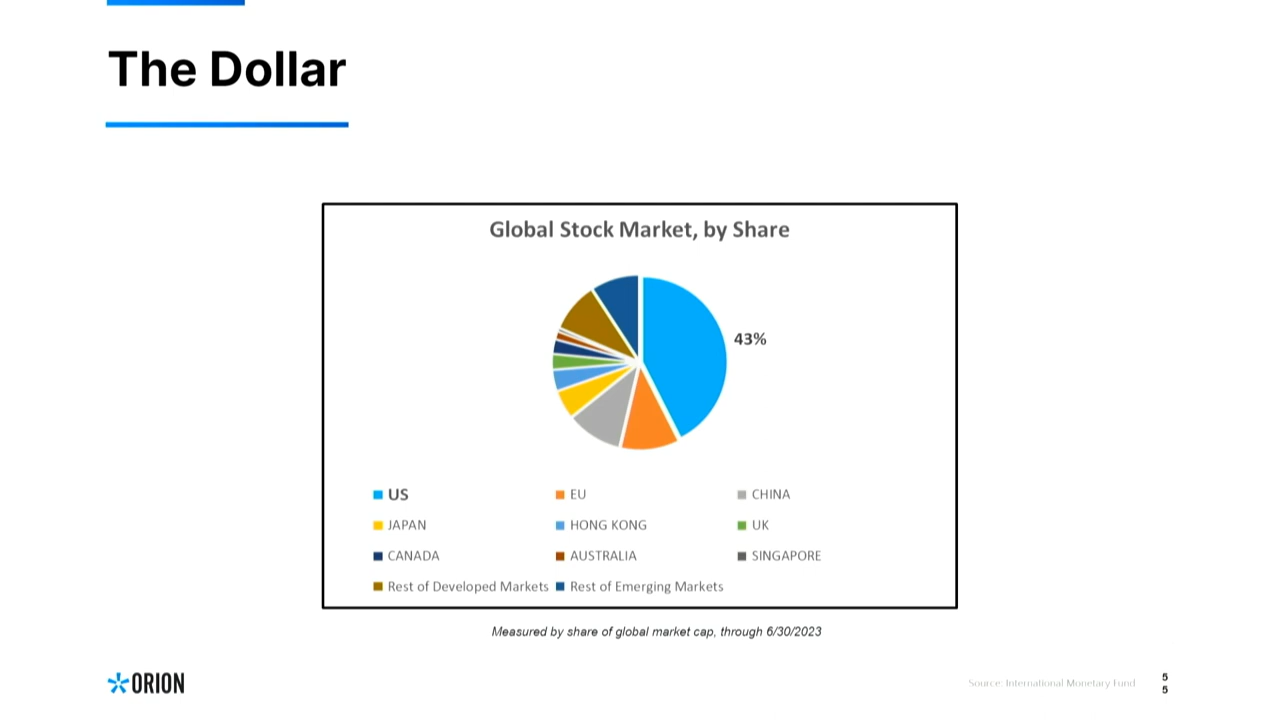 The Dollar
Global Stock Market, by Share
43%
US EU CHINA
JAPAN HONG KONG UK
CANADA AUSTRALIA SINGAPORE
Rest of Developed Markets Rest of Emerging Markets
Measured by share of global market cap, through 6/30/2023
ORION
Source: International Monetary Fund
5
5